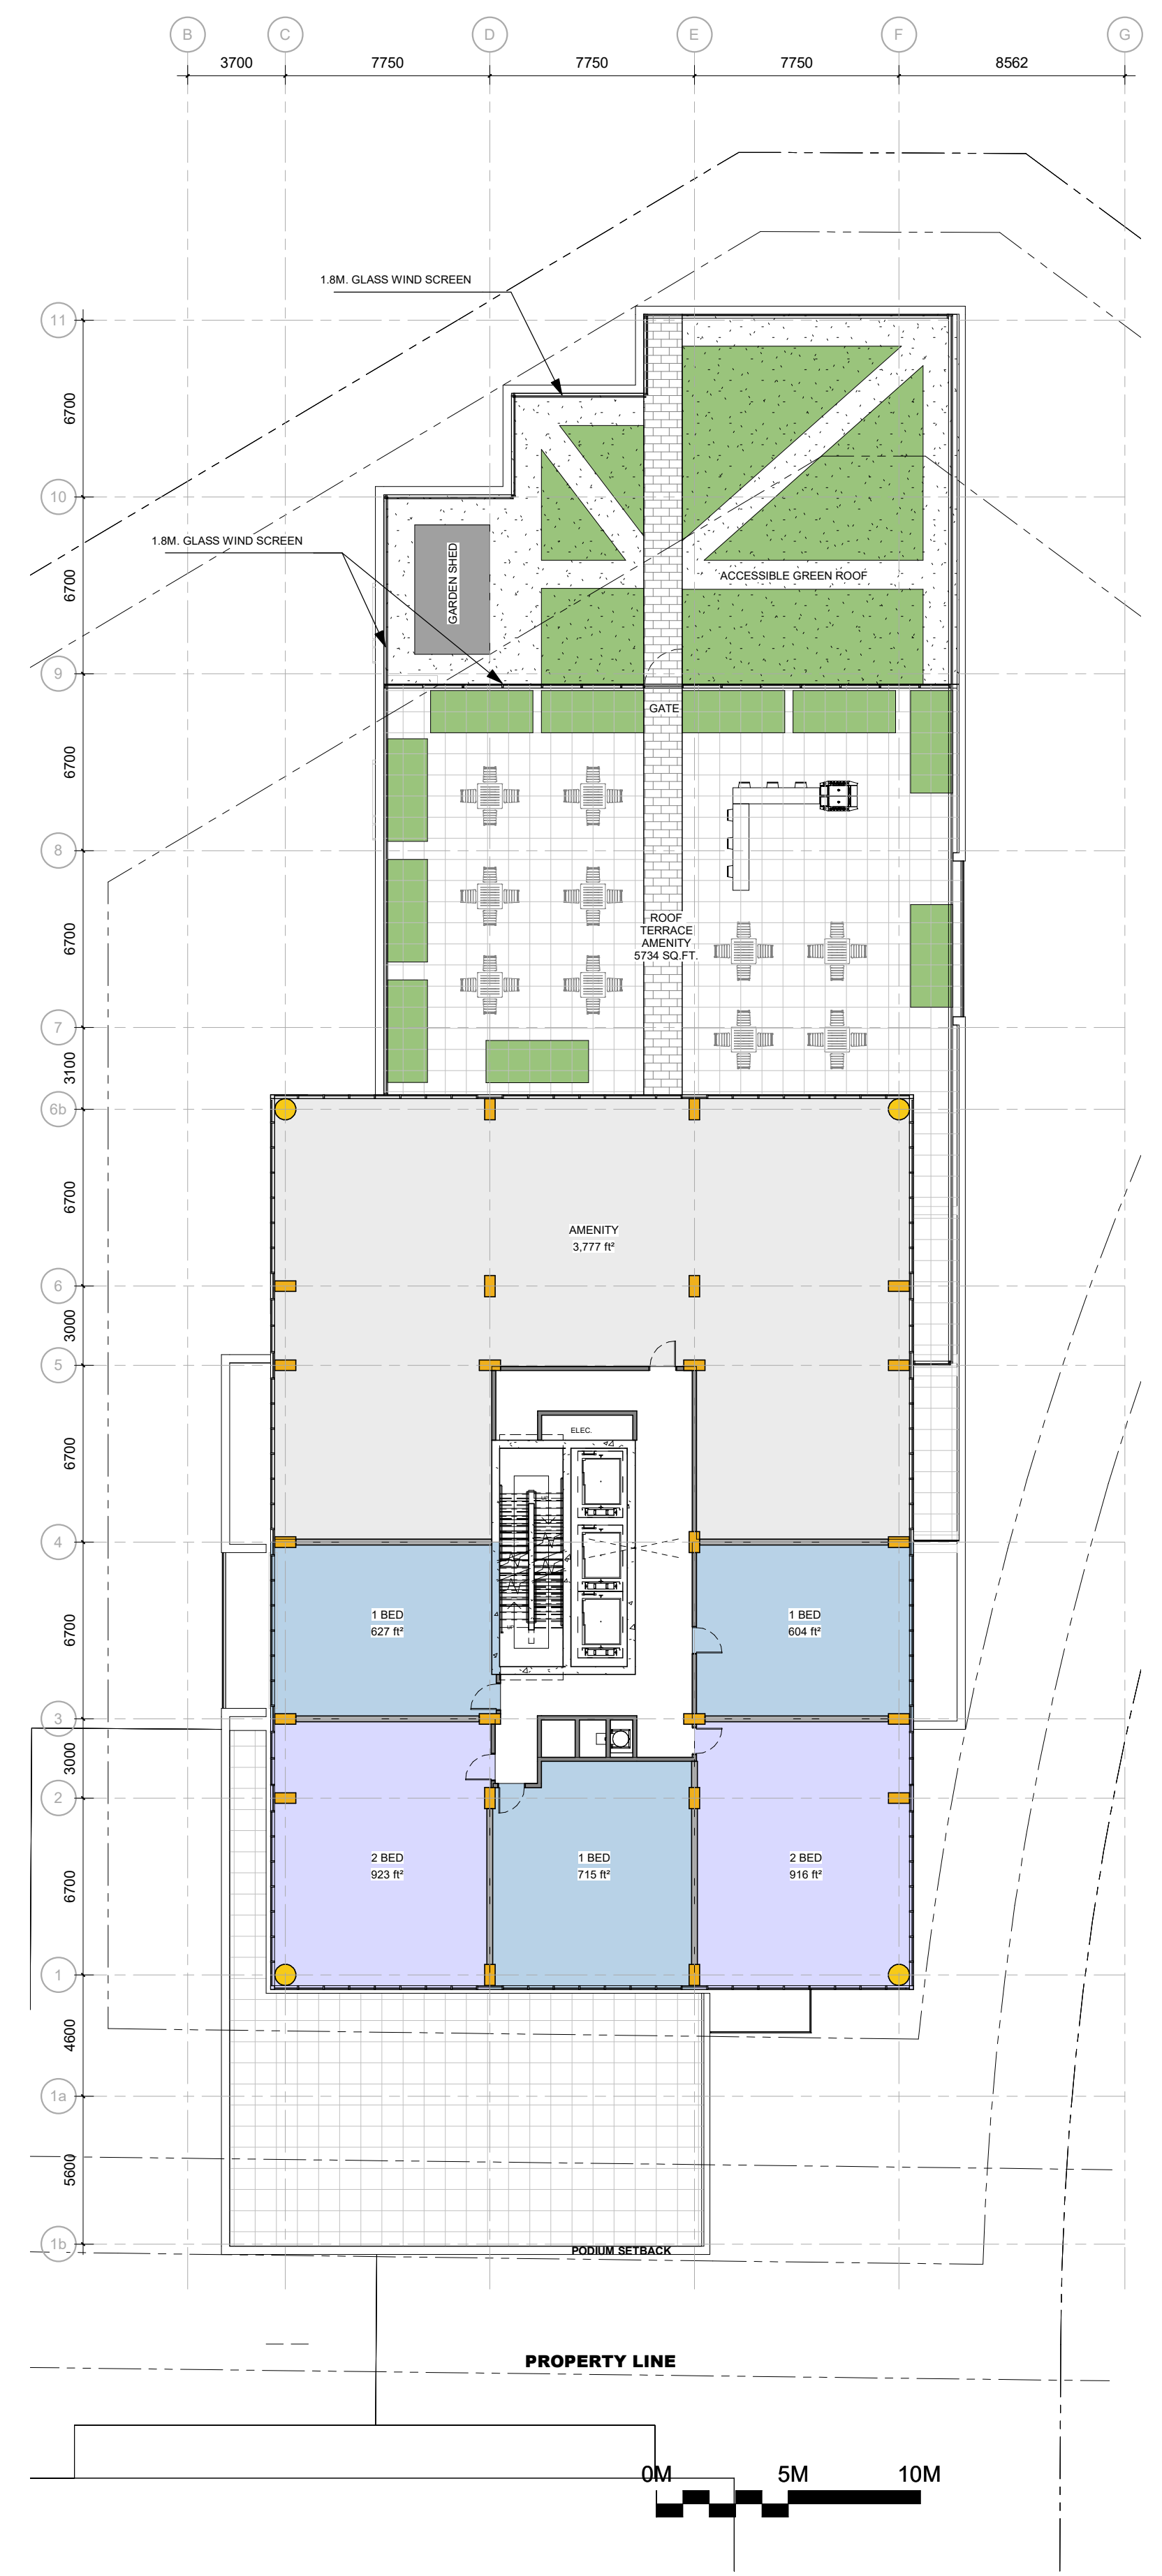 B
C
D
E
F
G
3700
7750
7750
7750
8562
1.8M. GLASS WIND SCREEN
11
6700
10
1.8M. GLASS WIND SCREEN
GARDEN SHED
ACCESSIBLE GREEN ROOF
6700
9
GATE
6700
8
ROOF
TERRACE
AMENITY
5734 SQ.FT.
6700
7
3100
6b
6700
AMENITY
3,777 ft²
6
3000
5
ELEC.
6700
4
1 BED
627 ft²
1 BED
604 ft²
6700
UP
3
3000
2
2 BED
923 ft²
1 BED
715 ft²
2 BED
916 ft²
6700
1
4600
1a
5600
1b
PODIUM SETBACK
PROPERTY LINE
0M
5M
10M